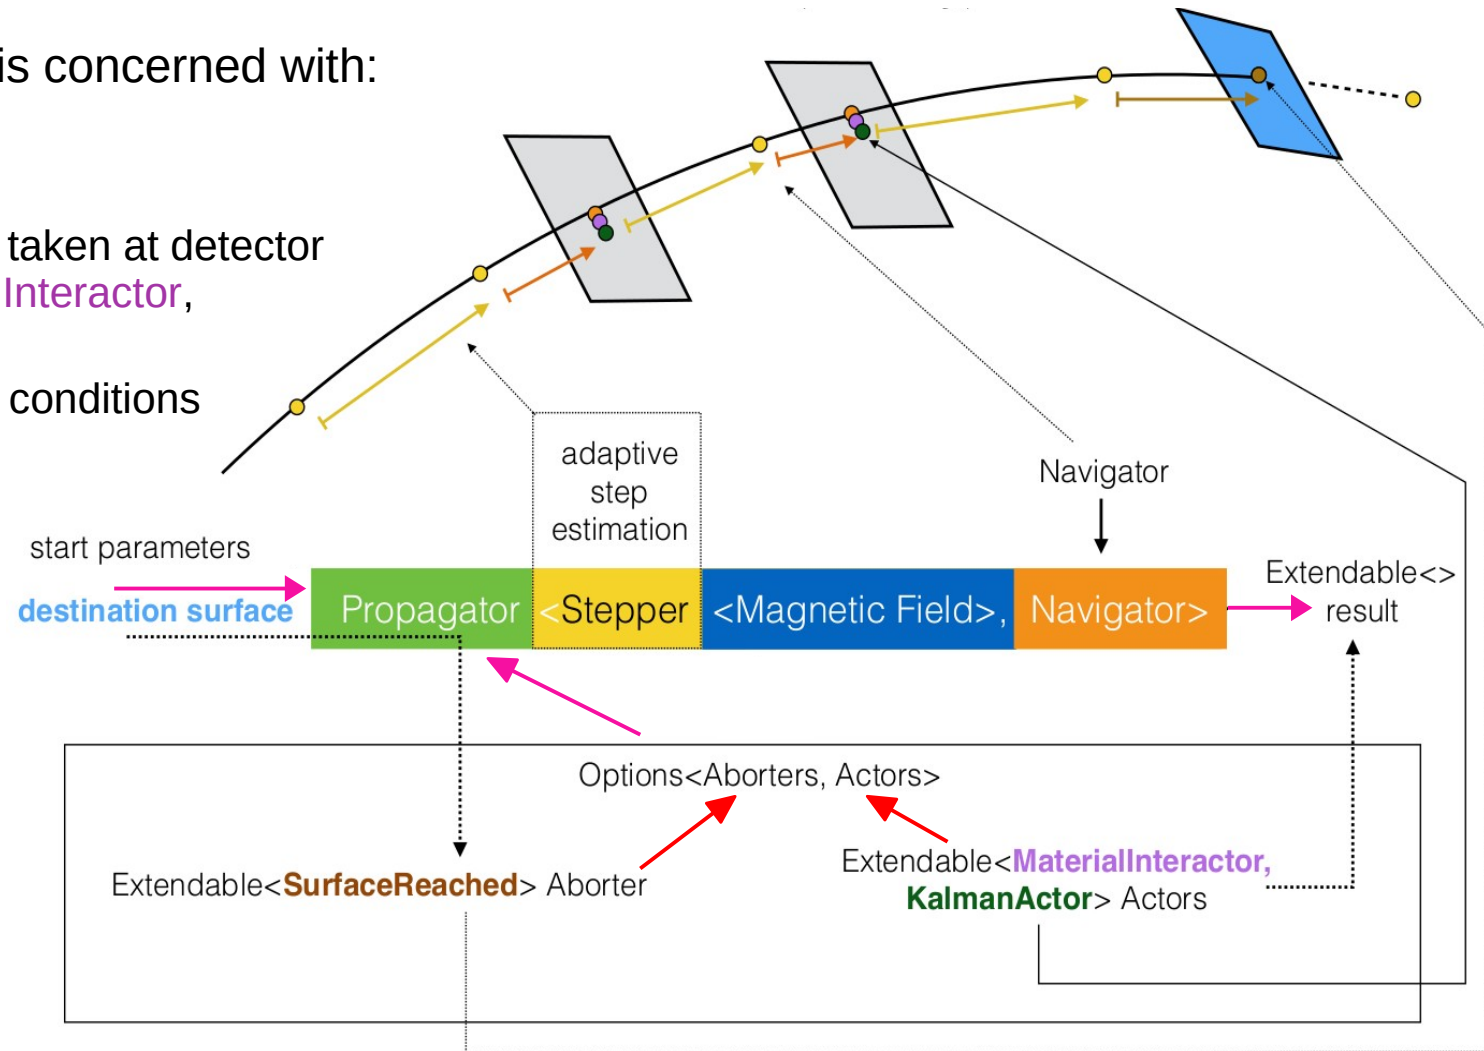 is concerned with:
taken at detector
Interactor,
conditions
adaptive
step
estimation
Navigator
start parameters
destination surface
Propagator <Stepper <Magnetic Field>, Navigator>
Extendable<>
result
Options<Aborters, Actors>
Extendable<SurfaceReached> Aborter
Extendable<MaterialInteractor,
KalmanActor> Actors